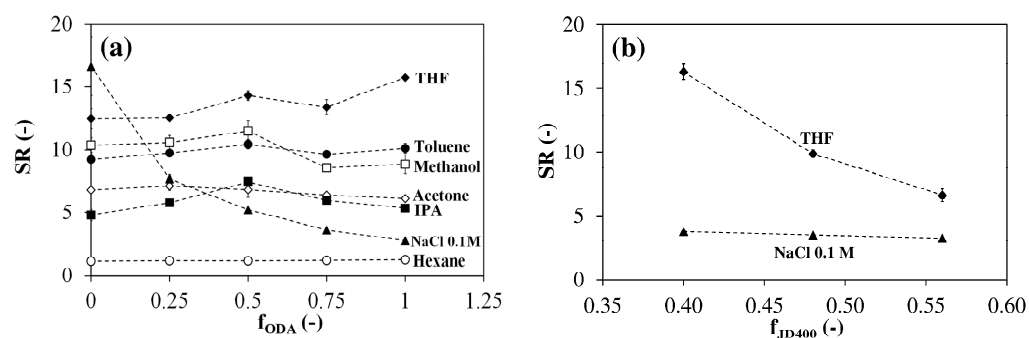 (a)
SR (-)
20
15
10
5
0
THF
Toluene
Methanol
Acetone
IPA
NaCl 0.1M
Hexane
0 0.25 0.5 0.75 1 1.25
fODA (-)
(b)
SR (-)
20
15
10
5
0
THF
NaCl 0.1 M
0.35 0.40 0.45 0.50 0.55 0.60
fJD400 (-)